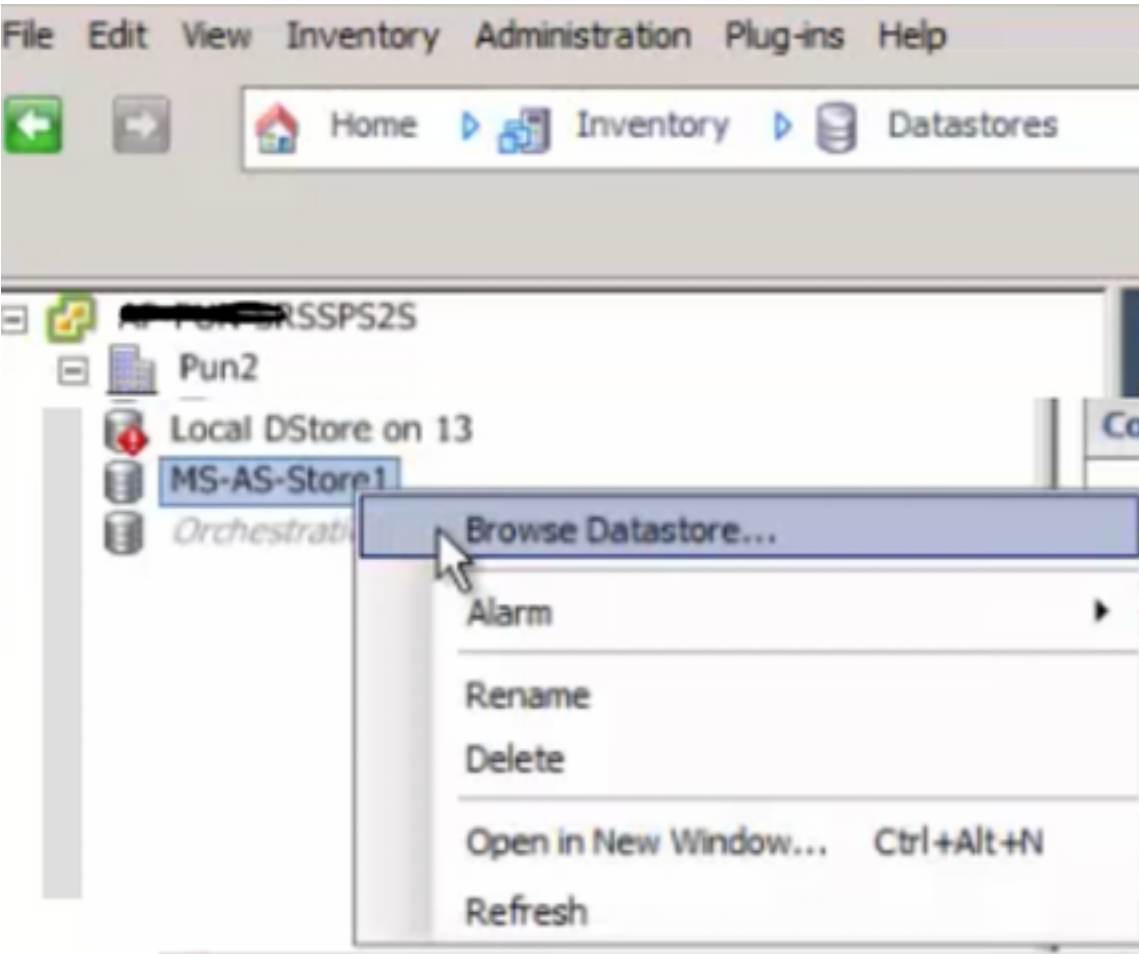 File Edit View Inventory Administration Plug-ins Help
Home Inventory Datastores
RSSPS2S
Pun2
Local DStore on 13
Co
MS-AS-Store1
Browse Datastore...
Alarm
Rename
Delete
Open in New Window... Ctrl+Alt+N
Refresh